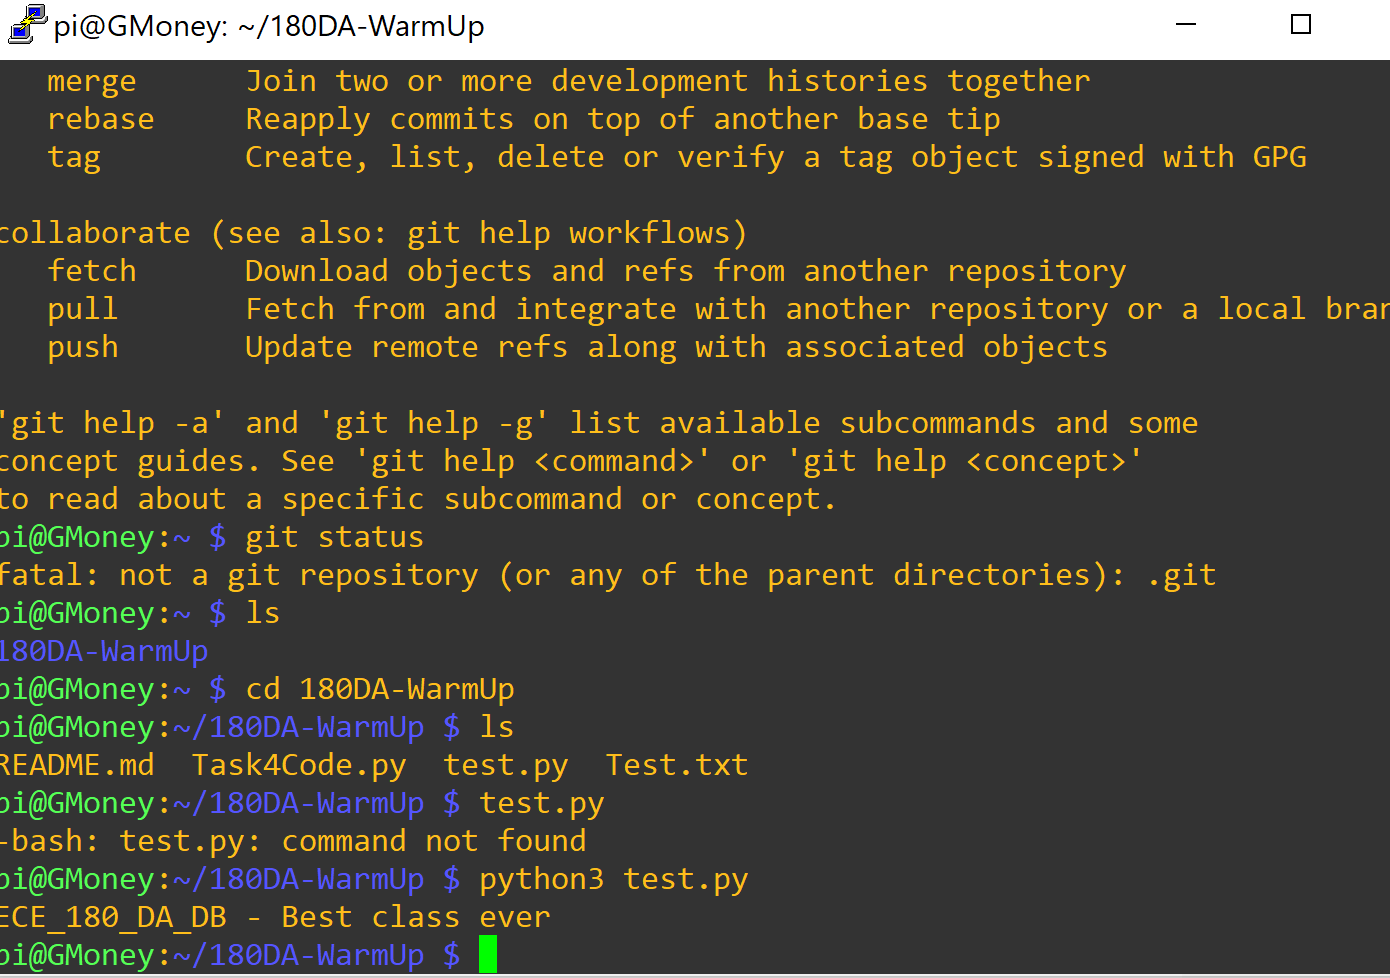 pi@GMoney: ~/180DA-WarmUp
merge Join two or more development histories together
rebase Reapply commits on top of another base tip
tag Create, list, delete or verify a tag object signed with GPG
collaborate (see also: git help workflows)
fetch Download objects and refs from another repository
pull Fetch from and integrate with another repository or a local bran
push Update remote refs along with associated objects
'git help -a' and 'git help -g' list available subcommands and some
concept guides. See 'git help <command>' or 'git help <concept>'
to read about a specific subcommand or concept.
pi@GMoney:~ $ git status
fatal: not a git repository (or any of the parent directories): .git
pi@GMoney:~ $ ls
180DA-WarmUp
pi@GMoney:~ $ cd 180DA-WarmUp
pi@GMoney:~/180DA-WarmUp $ ls
README.md Task4Code.py test.py Test.txt
pi@GMoney:~/180DA-WarmUp $ test.py
-bash: test.py: command not found
pi@GMoney:~/180DA-WarmUp $ python3 test.py
ECE_180_DA_DB - Best class ever
pi@GMoney:~/180DA-WarmUp $